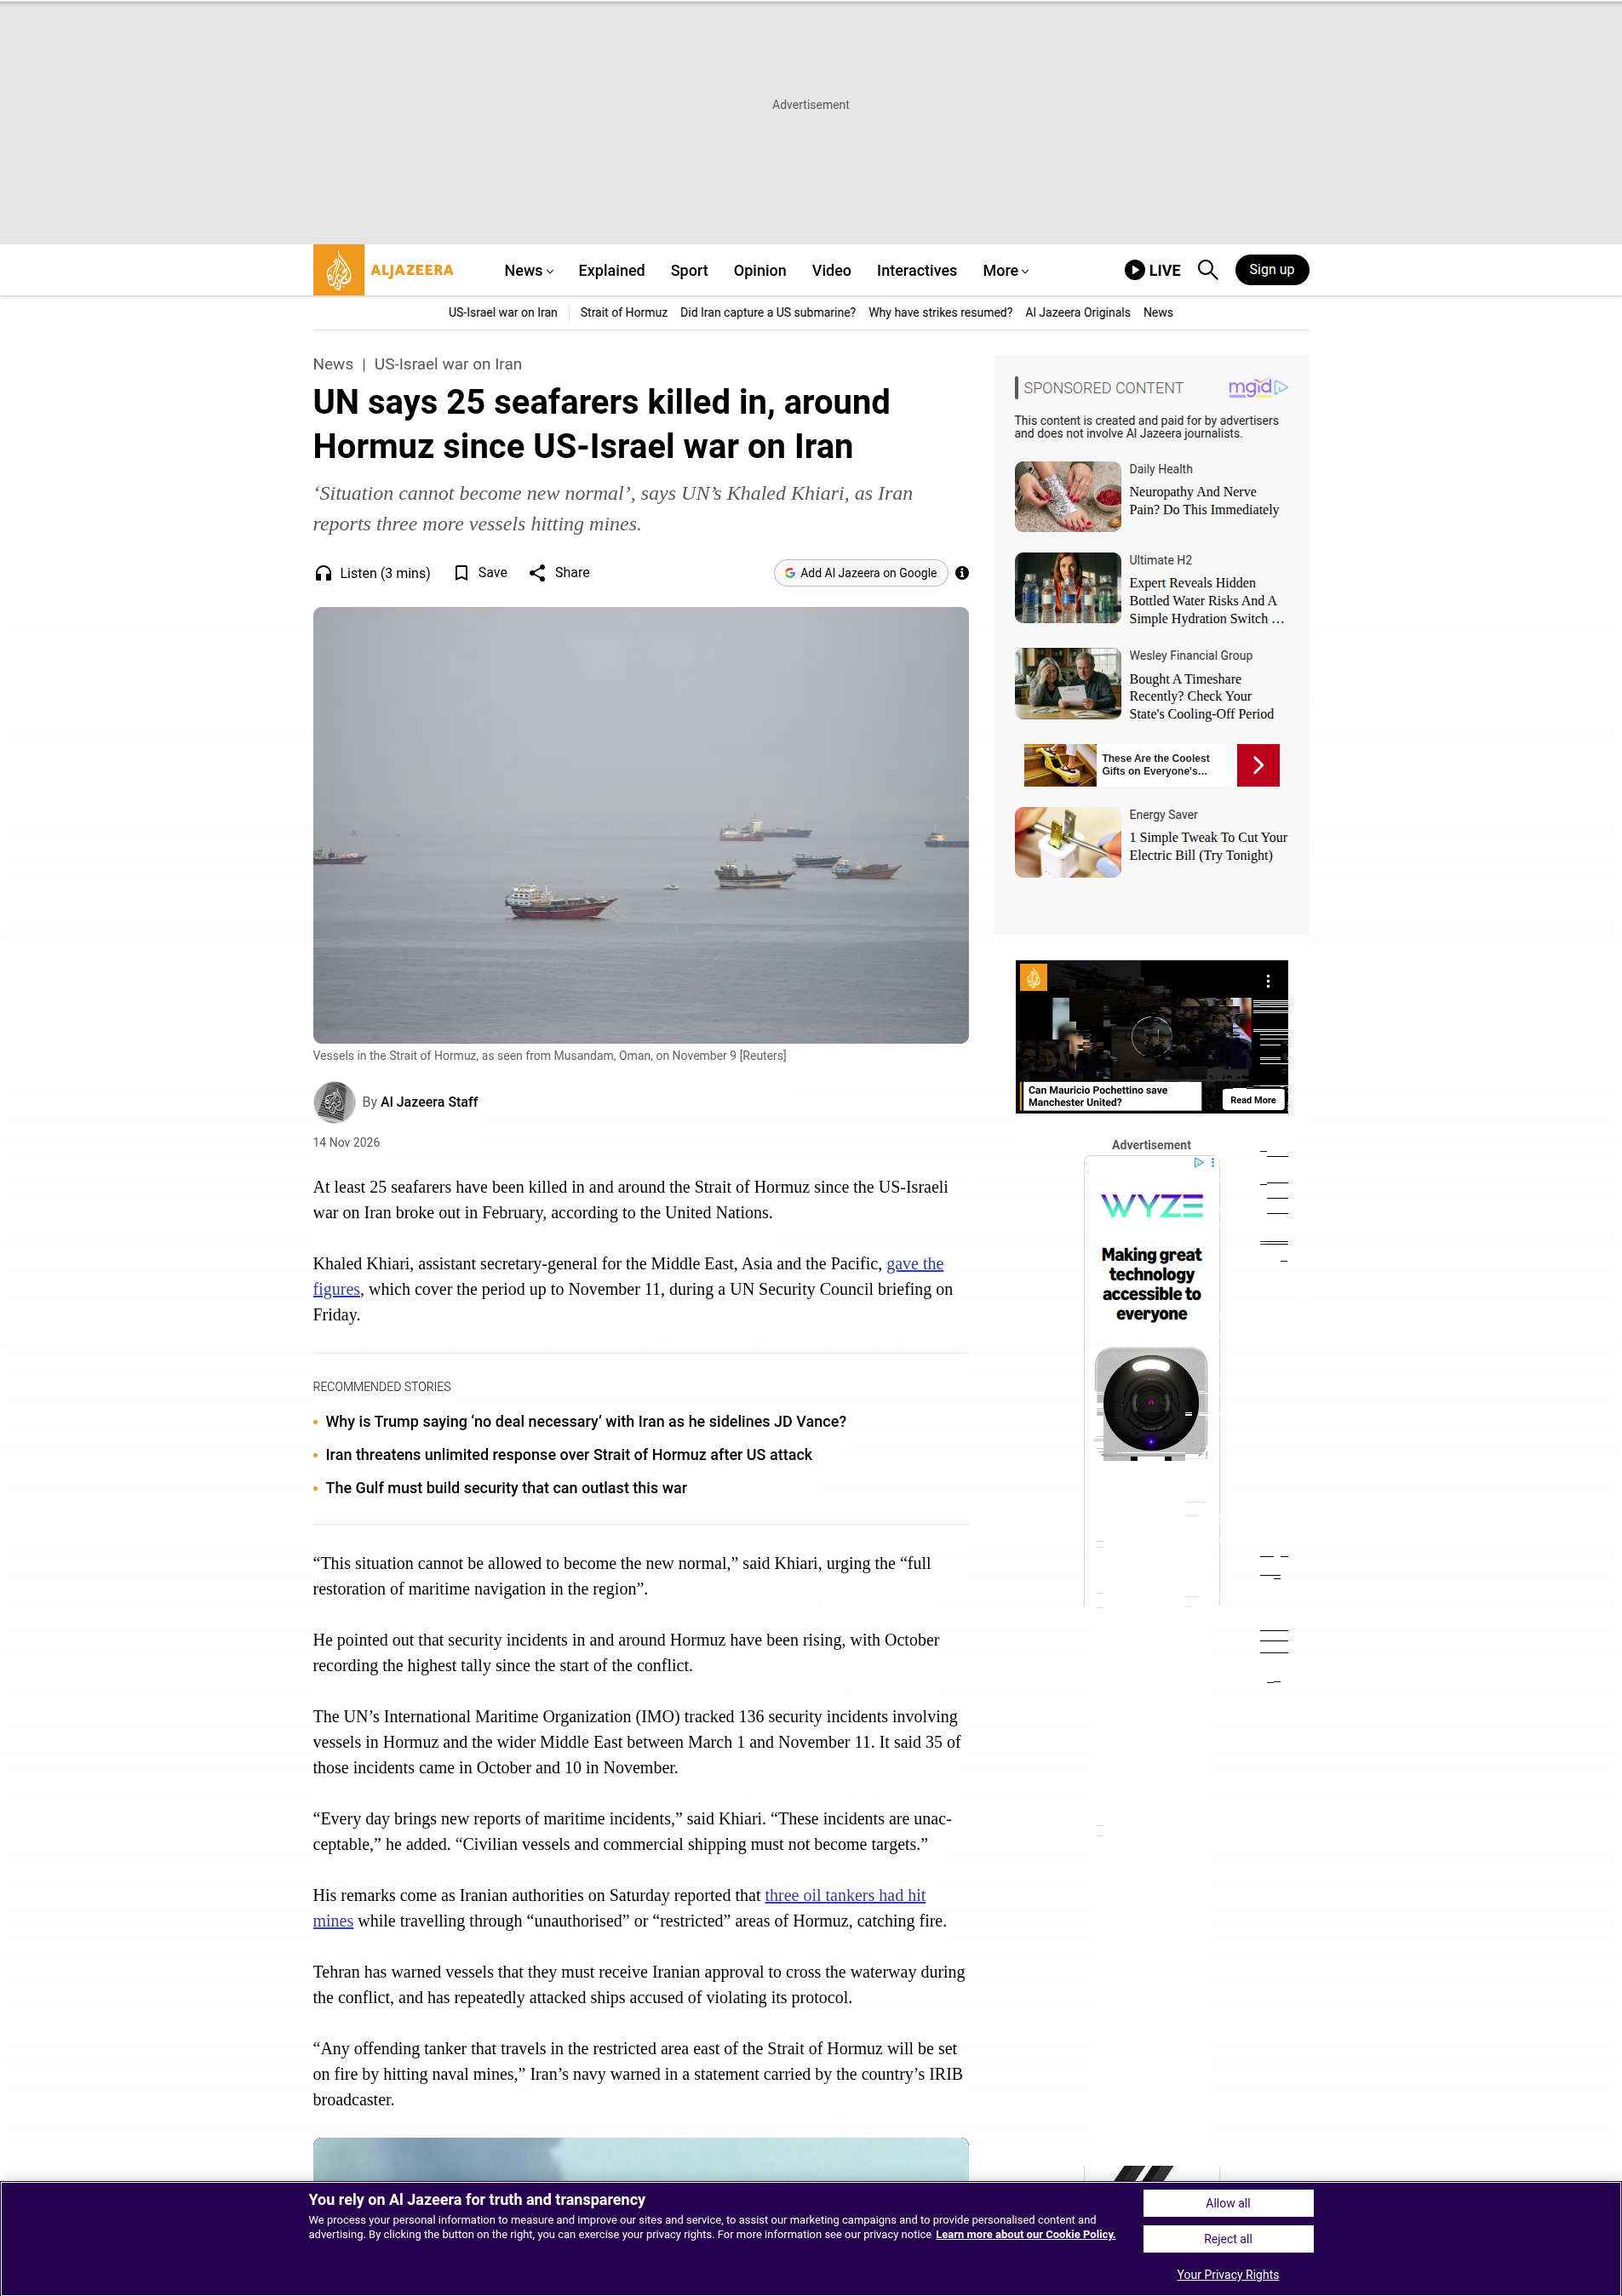 Advertisement
ALJAZEERA
News
Explained
Sport
Opinion
Video
Interactives
More
LIVE
Sign up
US-Israel war on Iran
Strait of Hormuz
Did Iran capture a US submarine?
Why have strikes resumed?
Al Jazeera Originals
News
News | US-Israel war on Iran
UN says 25 seafarers killed in, around
Hormuz since US-Israel war on Iran
‘Situation cannot become new normal’, says UN’s Khaled Khiari, as Iran
reports three more vessels hitting mines.
Listen (3 mins)
Save
Share
Add Al Jazeera on Google
Vessels in the Strait of Hormuz, as seen from Musandam, Oman, on November 9 [Reuters]
By Al Jazeera Staff
14 Nov 2026
At least 25 seafarers have been killed in and around the Strait of Hormuz since the US-Israeli
war on Iran broke out in February, according to the United Nations.
Khaled Khiari, assistant secretary-general for the Middle East, Asia and the Pacific, gave the
figures, which cover the period up to November 11, during a UN Security Council briefing on
Friday.
RECOMMENDED STORIES
Why is Trump saying ‘no deal necessary’ with Iran as he sidelines JD Vance?
Iran threatens unlimited response over Strait of Hormuz after US attack
The Gulf must build security that can outlast this war
“This situation cannot be allowed to become the new normal,” said Khiari, urging the “full
restoration of maritime navigation in the region”.
He pointed out that security incidents in and around Hormuz have been rising, with October
recording the highest tally since the start of the conflict.
The UN’s International Maritime Organization (IMO) tracked 136 security incidents involving
vessels in Hormuz and the wider Middle East between March 1 and November 11. It said 35 of
those incidents came in October and 10 in November.
“Every day brings new reports of maritime incidents,” said Khiari. “These incidents are unac-
ceptable,” he added. “Civilian vessels and commercial shipping must not become targets.”
His remarks come as Iranian authorities on Saturday reported that three oil tankers had hit
mines while travelling through “unauthorised” or “restricted” areas of Hormuz, catching fire.
Tehran has warned vessels that they must receive Iranian approval to cross the waterway during
the conflict, and has repeatedly attacked ships accused of violating its protocol.
“Any offending tanker that travels in the restricted area east of the Strait of Hormuz will be set
on fire by hitting naval mines,” Iran’s navy warned in a statement carried by the country’s IRIB
broadcaster.
SPONSORED CONTENT
mgid
This content is created and paid for by advertisers
and does not involve Al Jazeera journalists.
Daily Health
Neuropathy And Nerve
Pain? Do This Immediately
Ultimate H2
Expert Reveals Hidden
Bottled Water Risks And A
Simple Hydration Switch …
Wesley Financial Group
Bought A Timeshare
Recently? Check Your
State's Cooling-Off Period
These Are the Coolest
Gifts on Everyone's…
Energy Saver
1 Simple Tweak To Cut Your
Electric Bill (Try Tonight)
Can Mauricio Pochettino save
Manchester United?
Read More
Advertisement
WYZE
Making great
technology
accessible to
everyone
You rely on Al Jazeera for truth and transparency
We process your personal information to measure and improve our sites and service, to assist our marketing campaigns and to provide personalised content and
advertising. By clicking the button on the right, you can exercise your privacy rights. For more information see our privacy notice Learn more about our Cookie Policy.
Allow all
Reject all
Your Privacy Rights